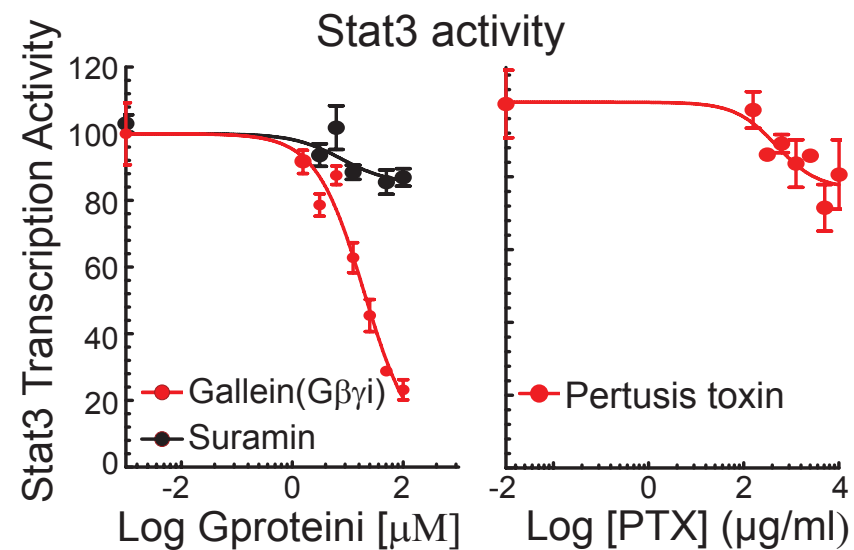 Stat3 activity
Stat3 Transcription Activity
120
100
80
60
40
20
0
Gallein(Gβγi)
Suramin
-2
0
2
Log Gproteini [μM]
Pertusis toxin
-2
0
2
4
Log [PTX] (μg/ml)